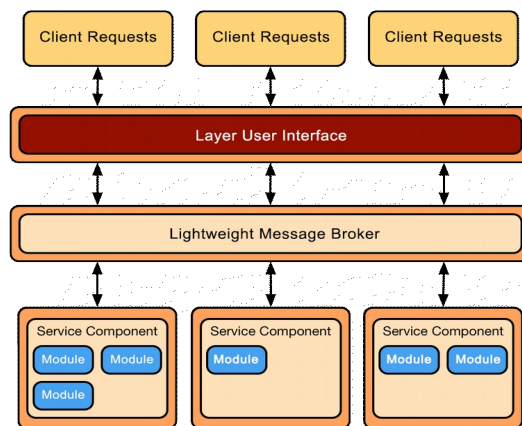 Client Requests
Client Requests
Client Requests
Layer User Interface
Lightweight Message Broker
Service Component
Module
Module
Module
Service Component
Module
Service Component
Module
Module